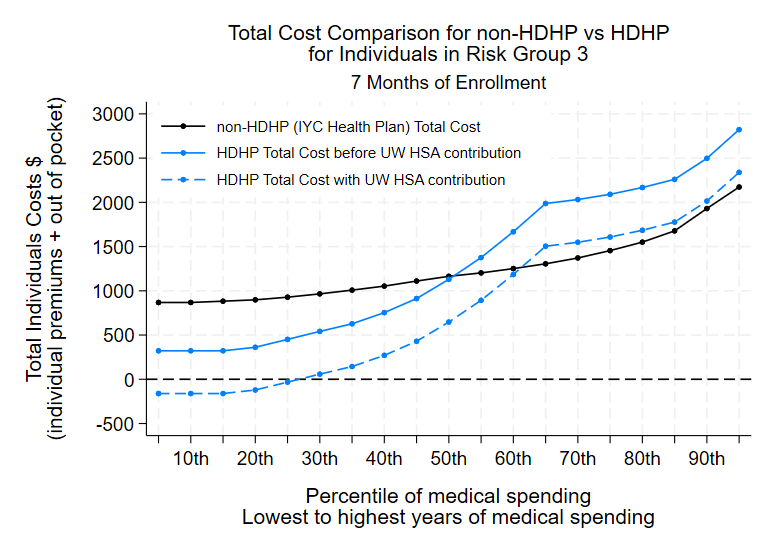 Total Cost Comparison for non-HDHP vs HDHP
for Individuals in Risk Group 3
7 Months of Enrollment
Total Individuals Costs $
(individual premiums + out of pocket)
3000
2500
2000
1500
1000
500
0
-500
non-HDHP (IYC Health Plan) Total Cost
HDHP Total Cost before UW HSA contribution
HDHP Total Cost with UW HSA contribution
10th 20th 30th 40th 50th 60th 70th 80th 90th
Percentile of medical spending
Lowest to highest years of medical spending